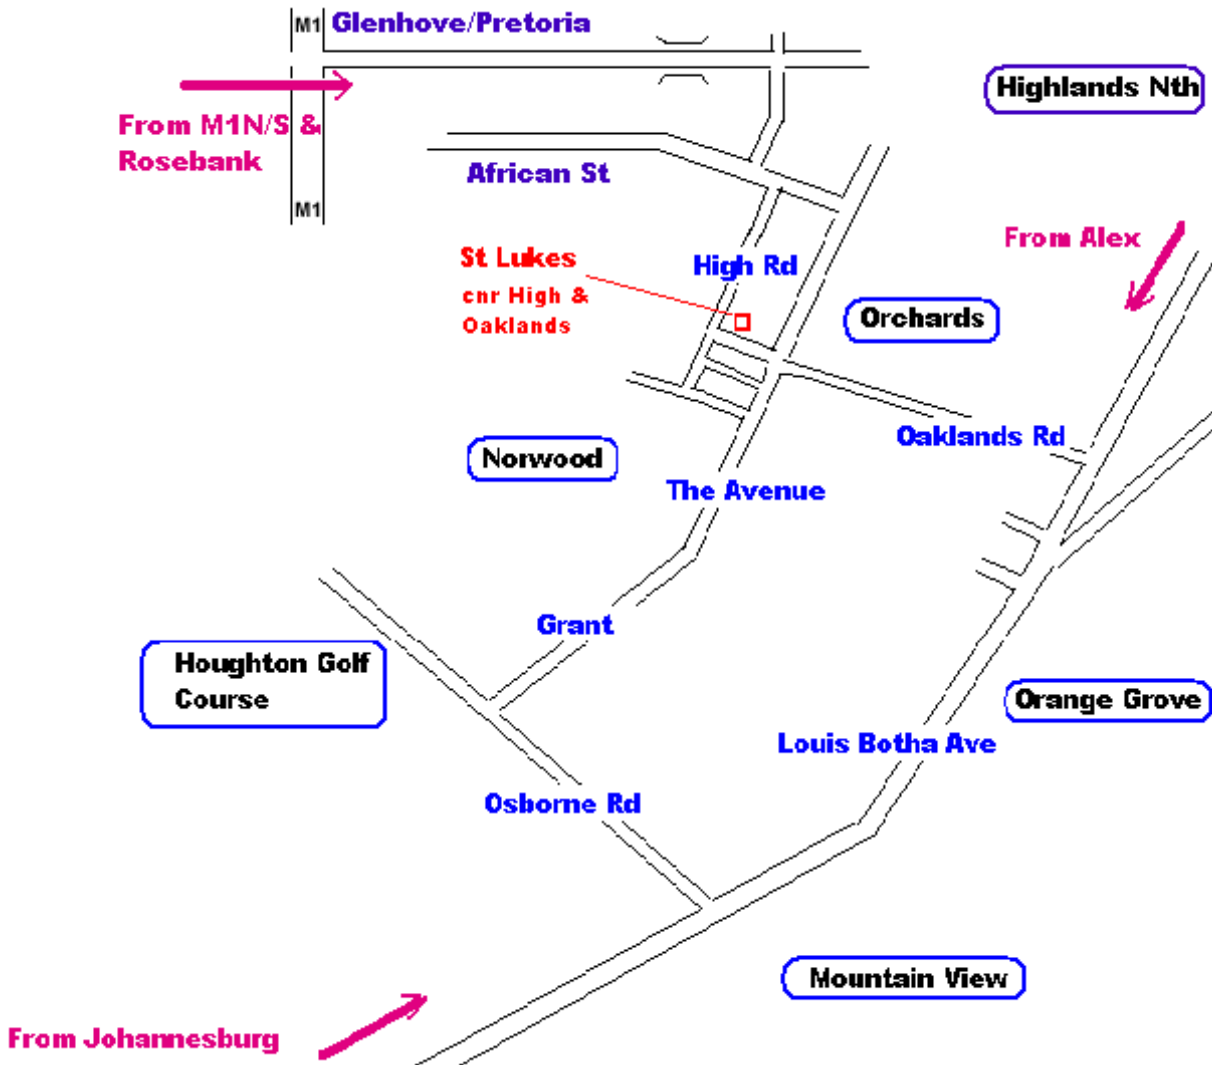 M1
Glenhove/Pretoria
Highlands Nth
From M1N/S &
Rosebank
African St
M1
From Alex
St Lukes
cnr High &
Oaklands
High Rd
Orchards
Oaklands Rd
Norwood
The Avenue
Grant
Houghton Golf
Course
Orange Grove
Louis Botha Ave
Osborne Rd
Mountain View
From Johannesburg